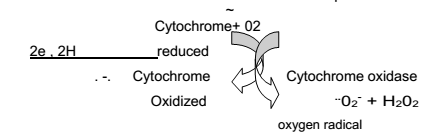 ~
Cytochrome+ 02
2e , 2H reduced
. -. Cytochrome Cytochrome oxidase
Oxidized ¨O₂⁻ + H₂O₂
oxygen radical